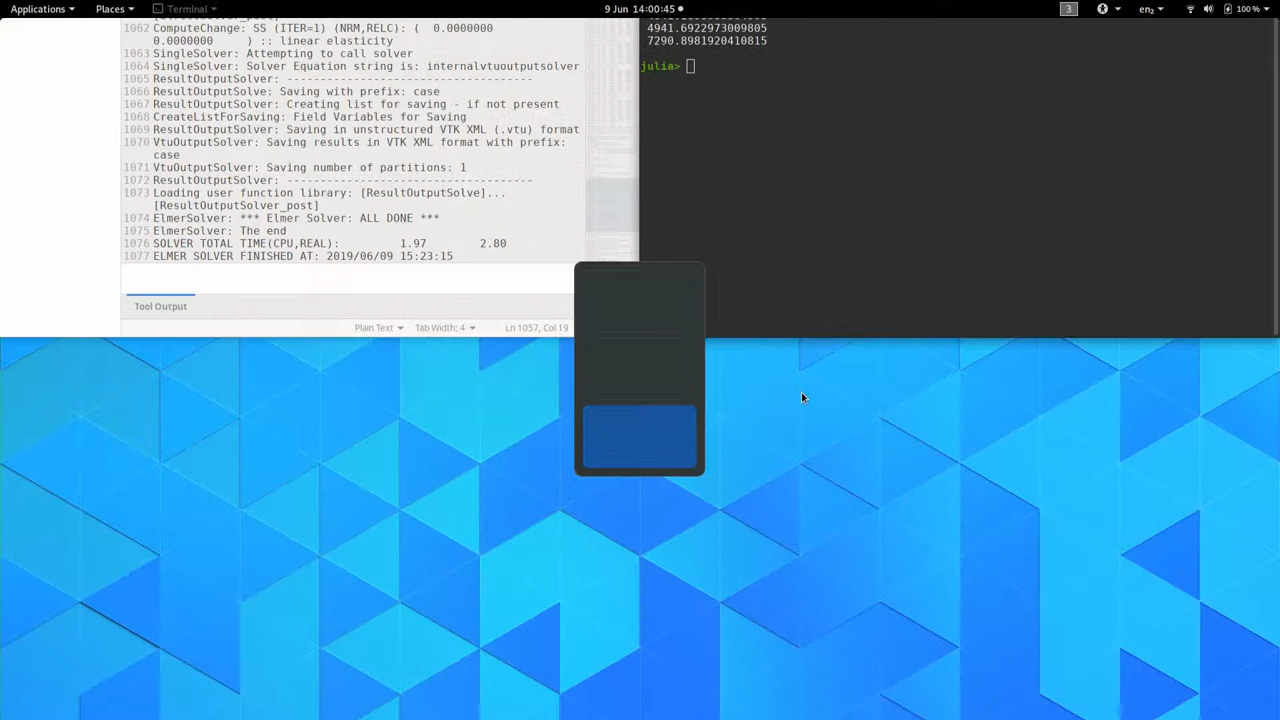 Applications Places Terminal 9 Jun 14:00:45 3 en₂ 100 %
1062 ComputeChange: SS (ITER=1) (NRM,RELC): ( 0.0000000
0.0000000 ) :: linear elasticity
1063 SingleSolver: Attempting to call solver
1064 SingleSolver: Solver Equation string is: internalvtuoutputsolver
1065 ResultOutputSolver: -------------------------------------
1066 ResultOutputSolver: Saving with prefix: case
1067 ResultOutputSolver: Creating list for saving - if not present
1068 CreateListForSaving: Field Variables for Saving
1069 ResultOutputSolver: Saving in unstructured VTK XML (.vtu) format
1070 VtuOutputSolver: Saving results in VTK XML format with prefix:
case
1071 VtuOutputSolver: Saving number of partitions: 1
1072 ResultOutputSolver: -------------------------------------
1073 Loading user function library: [ResultOutputSolve]...
[ResultOutputSolver_post]
1074 ElmerSolver: *** Elmer Solver: ALL DONE ***
1075 ElmerSolver: The end
1076 SOLVER TOTAL TIME(CPU,REAL): 1.97 2.80
1077 ELMER SOLVER FINISHED AT: 2019/06/09 15:23:15
Tool Output
Plain Text Tab Width: 4 Ln 1057, Col 19
4941.6922973009805
7290.8981920410815
julia>